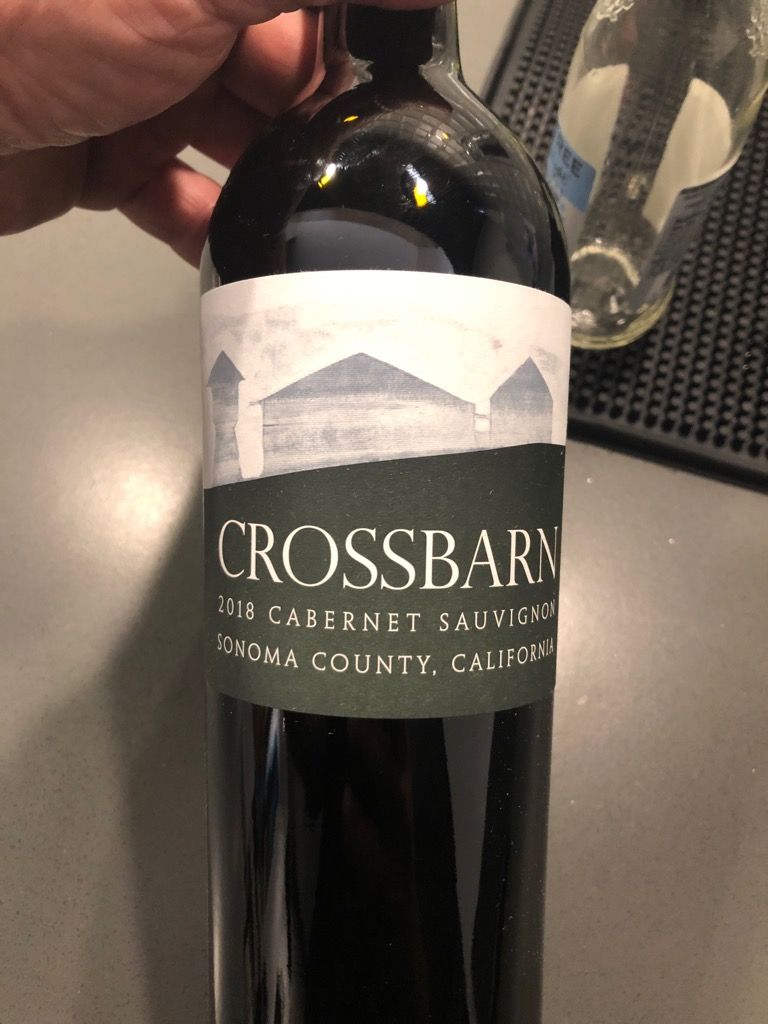 CROSSBARN
2018 CABERNET SAUVIGNON
SONOMA COUNTY, CALIFORNIA